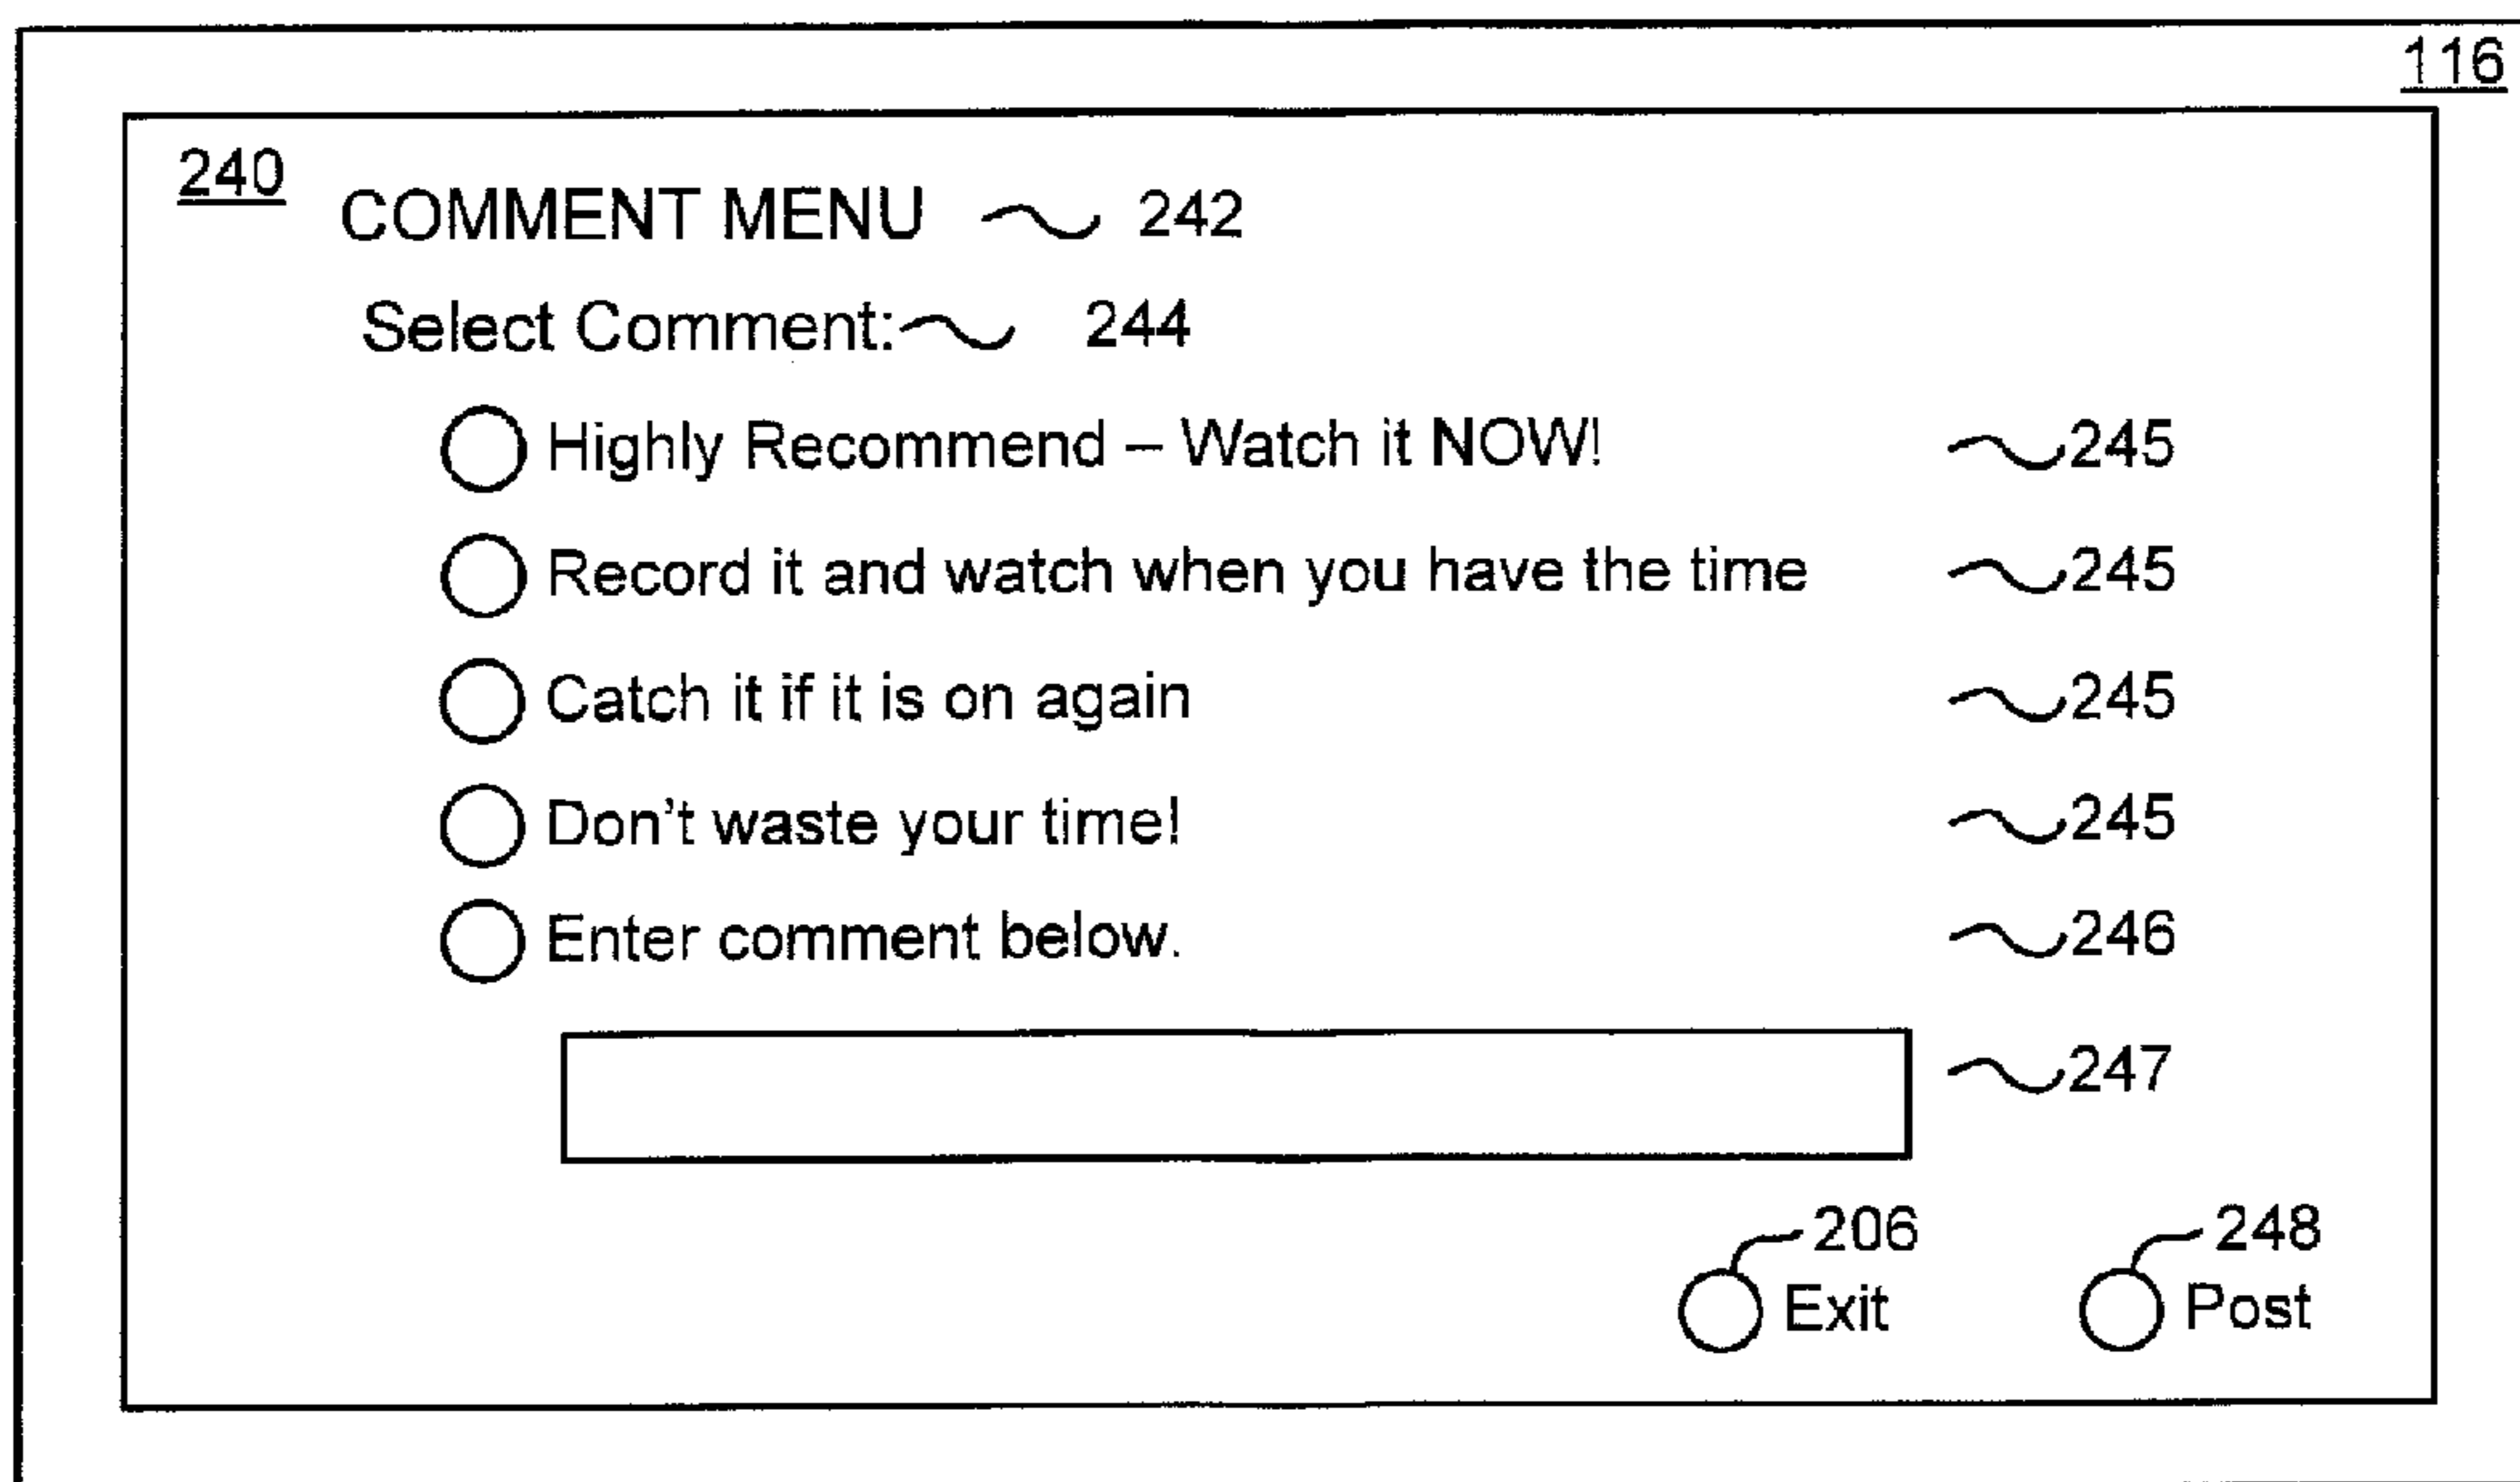 116
240
COMMENT MENU 242
Select Comment: 244
Highly Recommend – Watch it NOW! 245
Record it and watch when you have the time 245
Catch it if it is on again 245
Don't waste your time! 245
Enter comment below. 246
247
206 248
Exit Post